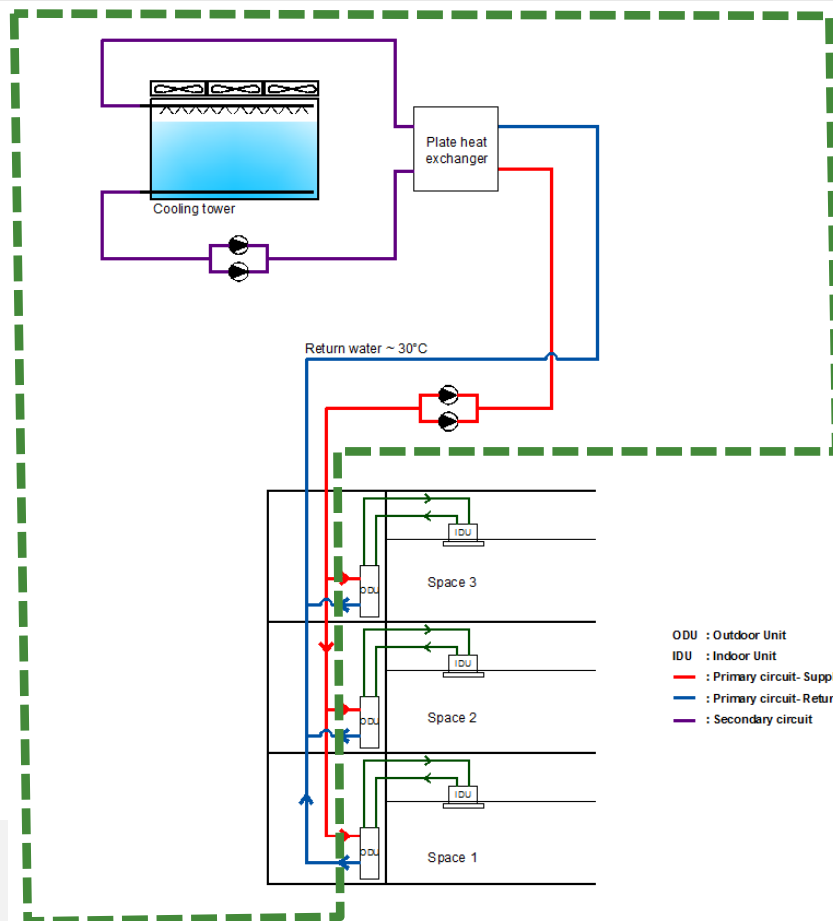 Plate heat
exchanger
Cooling tower
Return water ~ 30°C
IDU
ODU
Space 3
IDU
ODU
Space 2
IDU
ODU
Space 1
ODU : Outdoor Unit
IDU : Indoor Unit
: Primary circuit- Suppl
: Primary circuit- Retur
: Secondary circuit